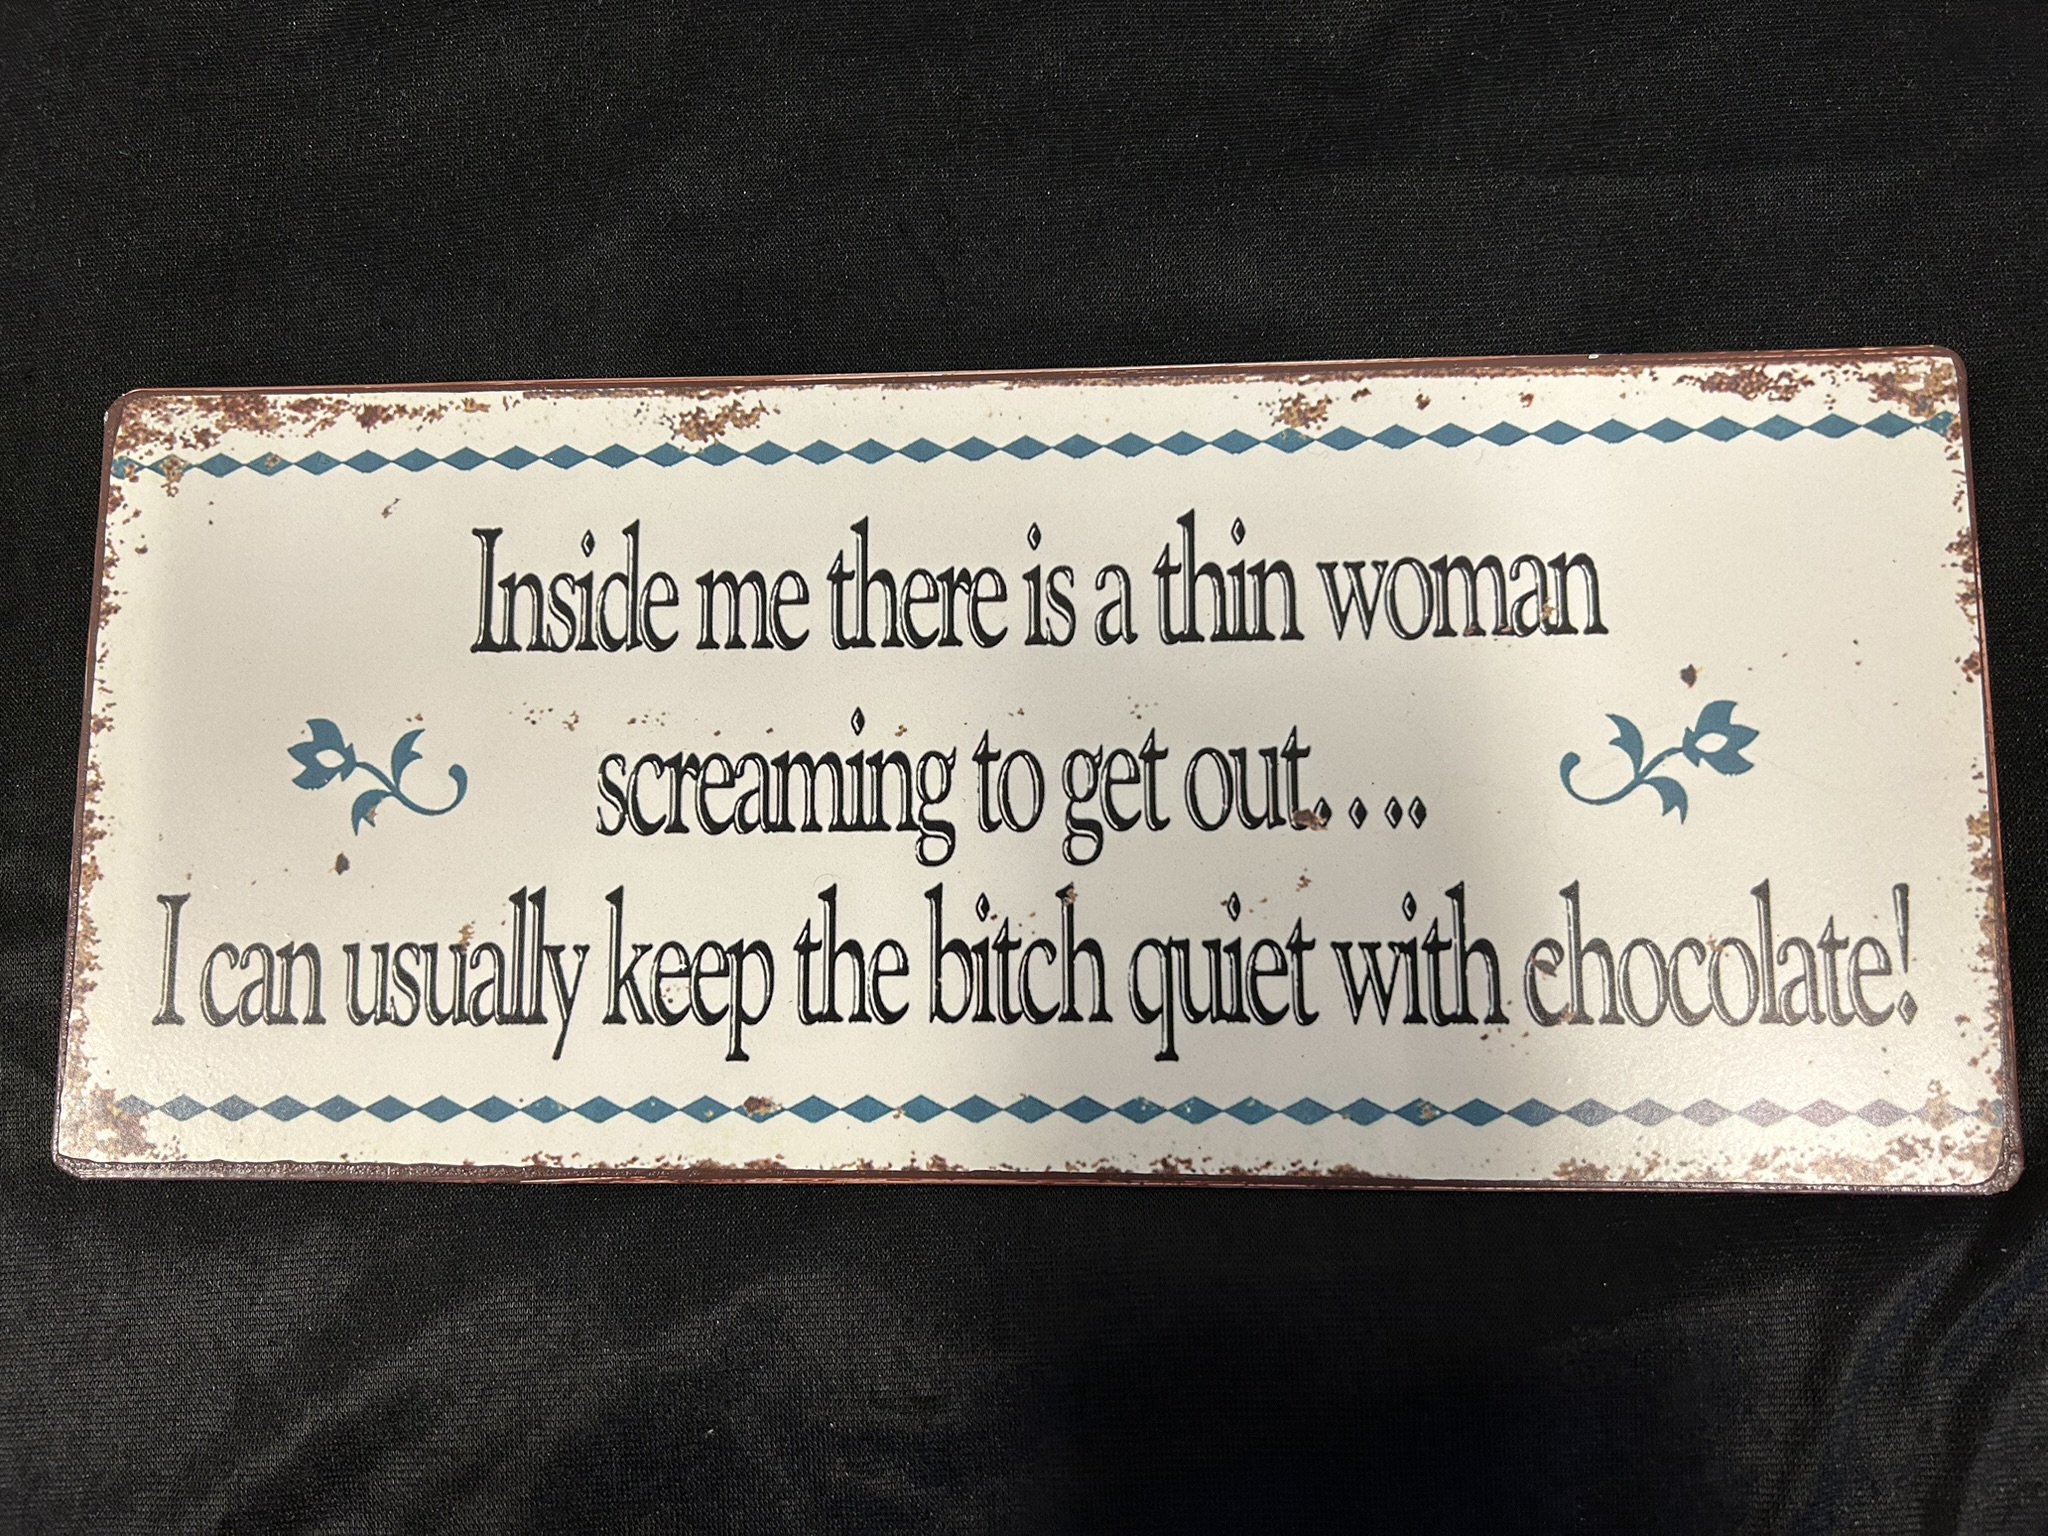 Inside me there is a thin woman
screaming to get out....
I can usually keep the bitch quiet with chocolate!